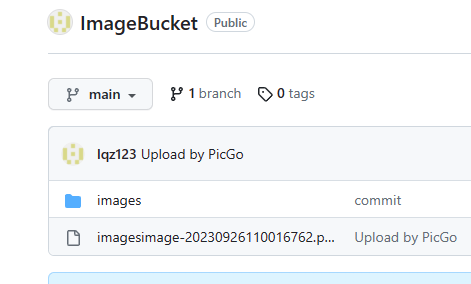 ImageBucket Public
main 1 branch 0 tags
lqz123 Upload by PicGo
images commit
imagesimage-20230926110016762.p... Upload by PicGo